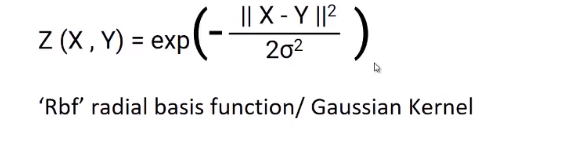 Z (X , Y) = exp(- || X - Y ||² / 2σ² )
‘Rbf’ radial basis function/ Gaussian Kernel